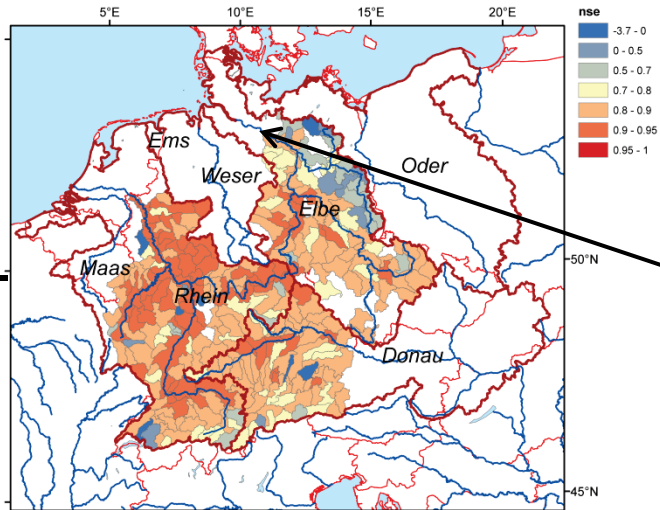 5°E 10°E 15°E 20°E
nse
-3.7 - 0
0 - 0.5
0.5 - 0.7
0.7 - 0.8
0.8 - 0.9
0.9 - 0.95
0.95 - 1
Ems
Weser
Oder
Elbe
50°N
Maas
Rhein
Donau
45°N